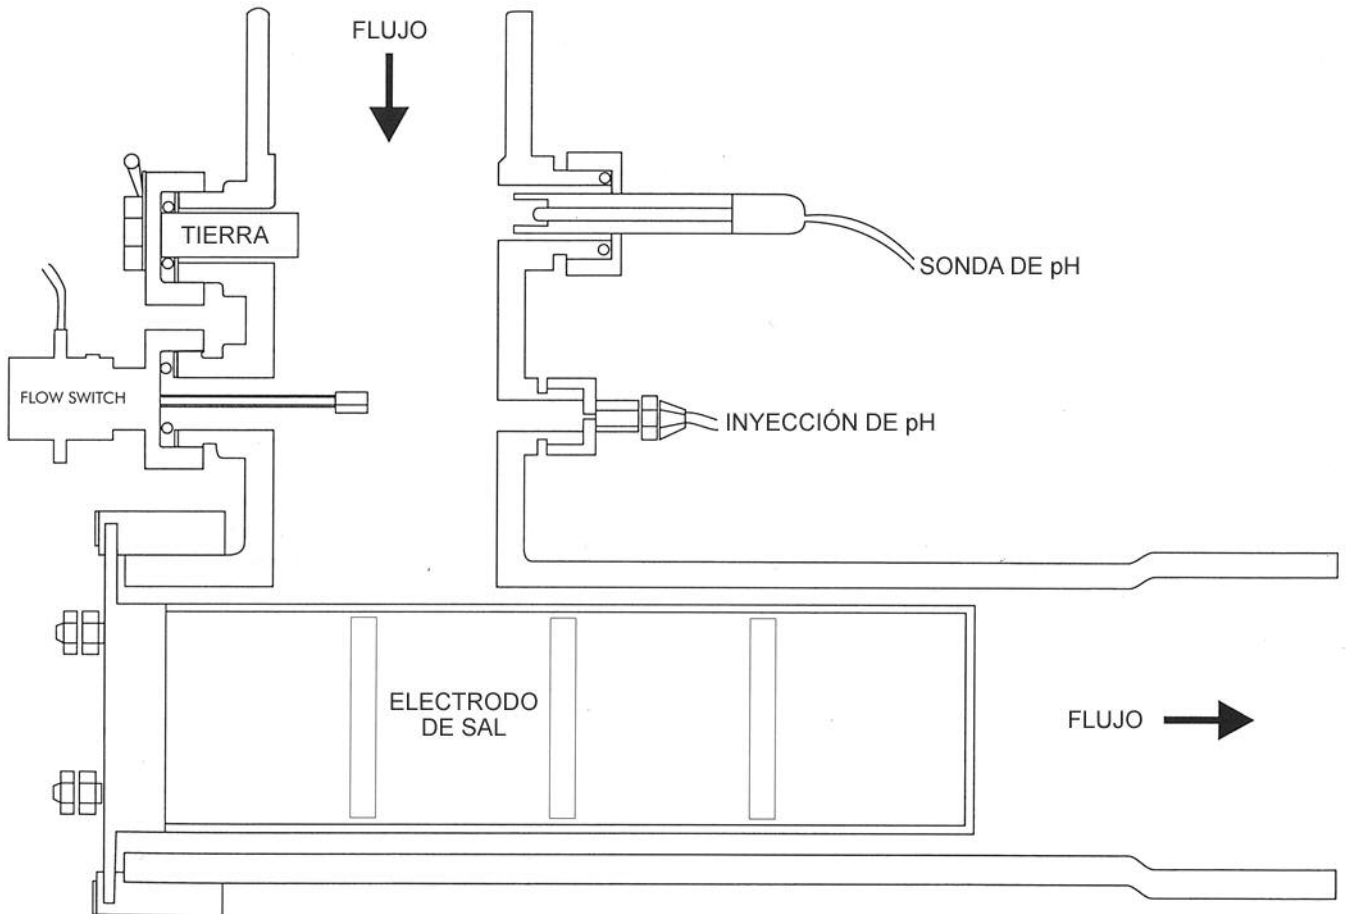 FLUJO
TIERRA
SONDA DE pH
FLOW SWITCH
INYECCIÓN DE pH
ELECTRODO
DE SAL
FLUJO